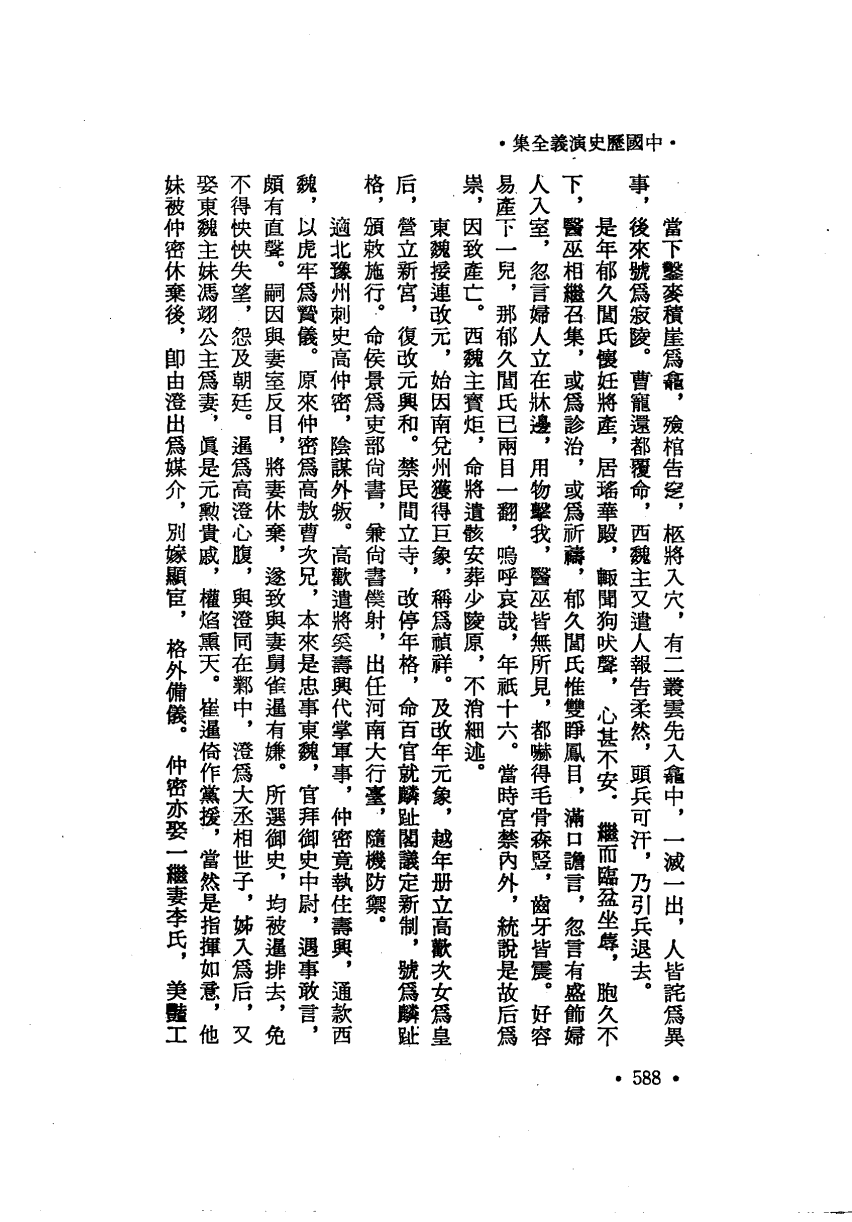 ·中國歷史演義全集·
當下鑿麥積崖爲龕，殮棺告窆，柩將入穴，有二叢雲先入龕中，一滅一出，人皆詫爲異
事，後來號爲寂陵。曹寵還都覆命，西魏主又遣人報告柔然，頭兵可汗，乃引兵退去。
是年郁久閭氏懷妊將產，居瑤華殿，輒聞狗吠聲，心甚不安。繼而臨盆坐蓐，胞久不
下，醫巫相繼召集，或爲診治，或爲祈禱，郁久閭氏惟雙睜鳳目，滿口譫言，忽言有盛飾婦
人入室，忽言婦人立在牀邊，用物擊我，醫巫皆無所見，都嚇得毛骨森豎，齒牙皆震。好容
易產下一兒，那郁久閭氏已兩目一翻，嗚呼哀哉，年祇十六。當時宮禁內外，統說是故后爲
祟，因致產亡。西魏主寶炬，命將遺骸安葬少陵原，不消細述。
東魏接連改元，始因南兗州獲得巨象，稱爲禎祥。及改年元象，越年册立高歡次女爲皇
后，營立新宮，復改元興和。禁民間立寺，改停年格，命百官就麟趾閣議定新制，號爲麟趾
格，頒敕施行。命侯景爲吏部尙書，兼尙書僕射，出任河南大行臺，隨機防禦。
適北豫州刺史高仲密，陰謀外叛。高歡遣將奚壽興代掌軍事，仲密竟執住壽興，通款西
魏，以虎牢爲贄儀。原來仲密爲高敖曹次兄，本來是忠事東魏，官拜御史中尉，遇事敢言，
頗有直聲。嗣因與妻室反目，將妻休棄，遂致與妻舅崔暹有嫌。所選御史，均被暹排去，免
不得怏怏失望，怨及朝廷。暹爲高澄心腹，與澄同在鄴中，澄爲大丞相世子，姊入爲后，又
娶東魏主妹馮翊公主爲妻，眞是元勳貴戚，權焰熏天。崔暹倚作黨援，當然是指揮如意，他
妹被仲密休棄後，卽由澄出爲媒介，別嫁顯宦，格外備儀。仲密亦娶一繼妻李氏，美豔工
·588·